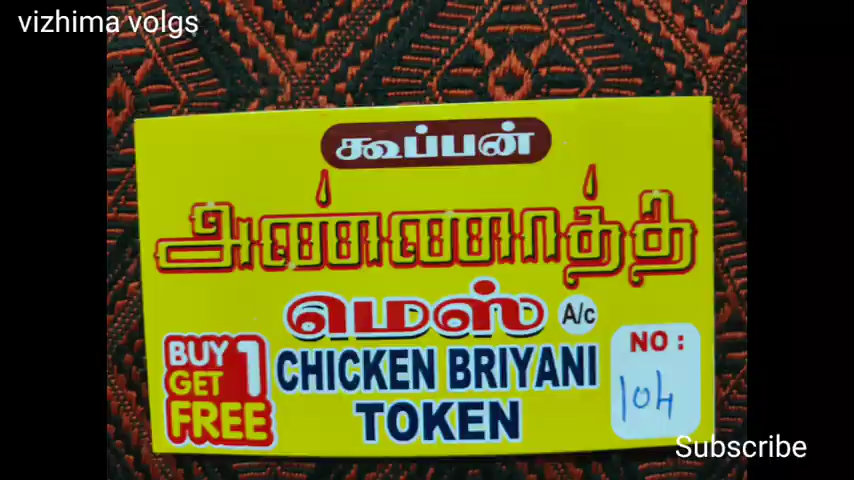 vizhima volgs
கூப்பன்
அண்ணாத்த
மெஸ் A/c
BUY 1
GET
FREE
CHICKEN BRIYANI
TOKEN
NO :
104
Subscribe